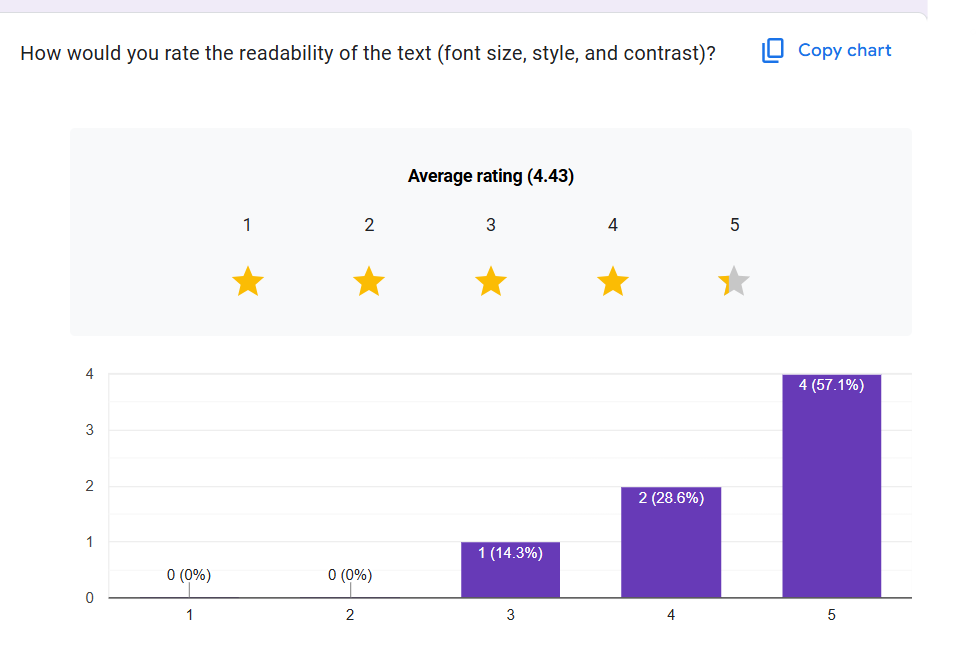 How would you rate the readability of the text (font size, style, and contrast)?
Copy chart
Average rating (4.43)
1 2 3 4 5
4
3
2
1
0
0 (0%)
0 (0%)
1 (14.3%)
2 (28.6%)
4 (57.1%)
1 2 3 4 5